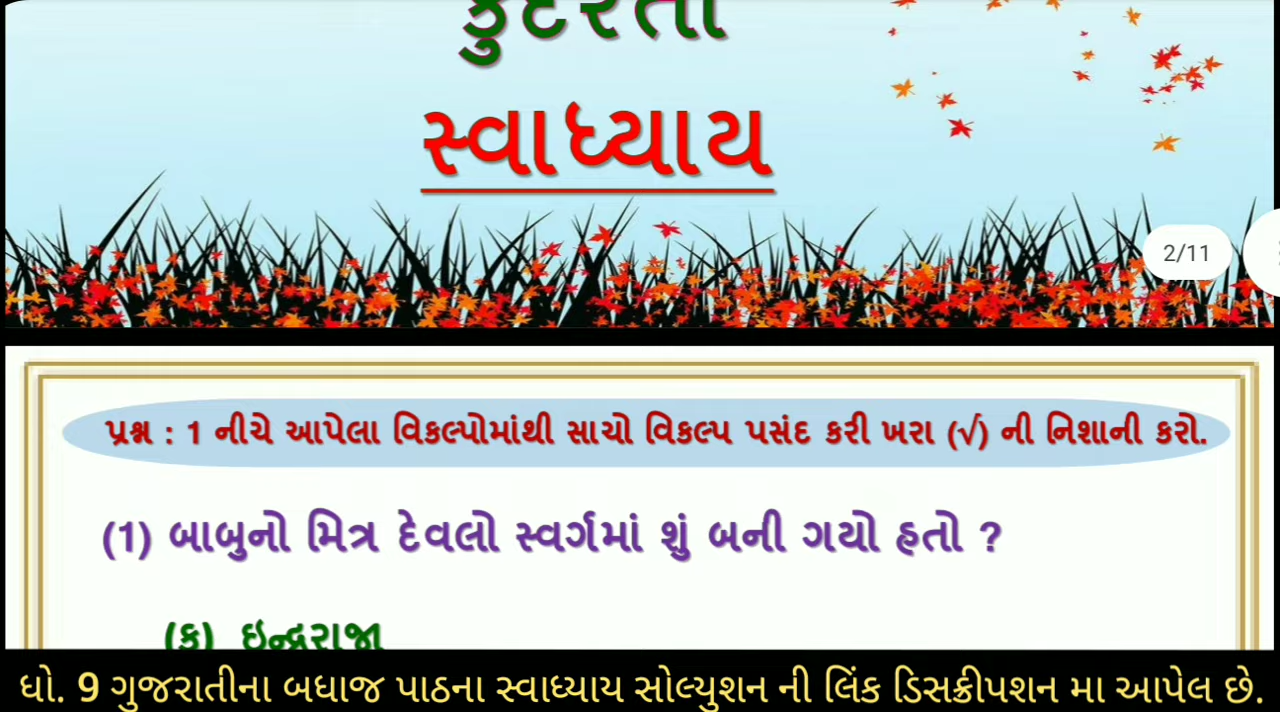 કુદરતી
સ્વાધ્યાય
2/11
પ્રશ્ન : 1 નીચે આપેલા વિકલ્પોમાંથી સાચો વિકલ્પ પસંદ કરી ખરા (√) ની નિશાની કરો.
(1) બાબુનો મિત્ર દેવલો સ્વર્ગમાં શું બની ગયો હતો ?
(ક) ઇન્દ્રરાજા
ધો. 9 ગુજરાતીના બધાજ પાઠના સ્વાધ્યાય સોલ્યુશન ની લિંક ડિસક્રીપશન મા આપેલ છે.